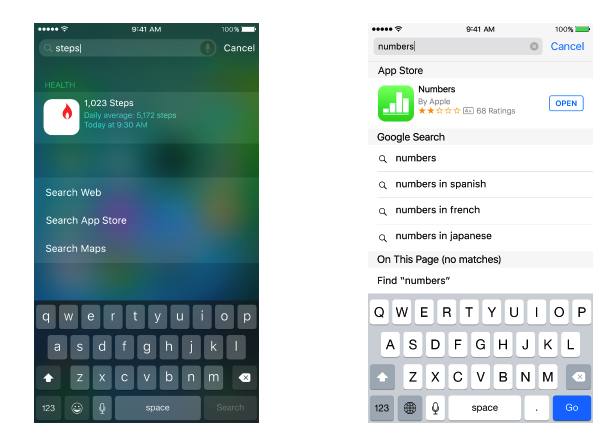 9:41 AM
100%
steps
Cancel
HEALTH
1,023 Steps
Daily average: 5,172 steps
Today at 9:30 AM
Search Web
Search App Store
Search Maps
q w e r t y u i o p
a s d f g h j k l
z x c v b n m
123 space Search
9:41 AM
100%
numbers
Cancel
App Store
Numbers
By Apple
4+ 68 Ratings
OPEN
Google Search
numbers
numbers in spanish
numbers in french
numbers in japanese
On This Page (no matches)
Find “numbers”
Q W E R T Y U I O P
A S D F G H J K L
Z X C V B N M
123 space . Go